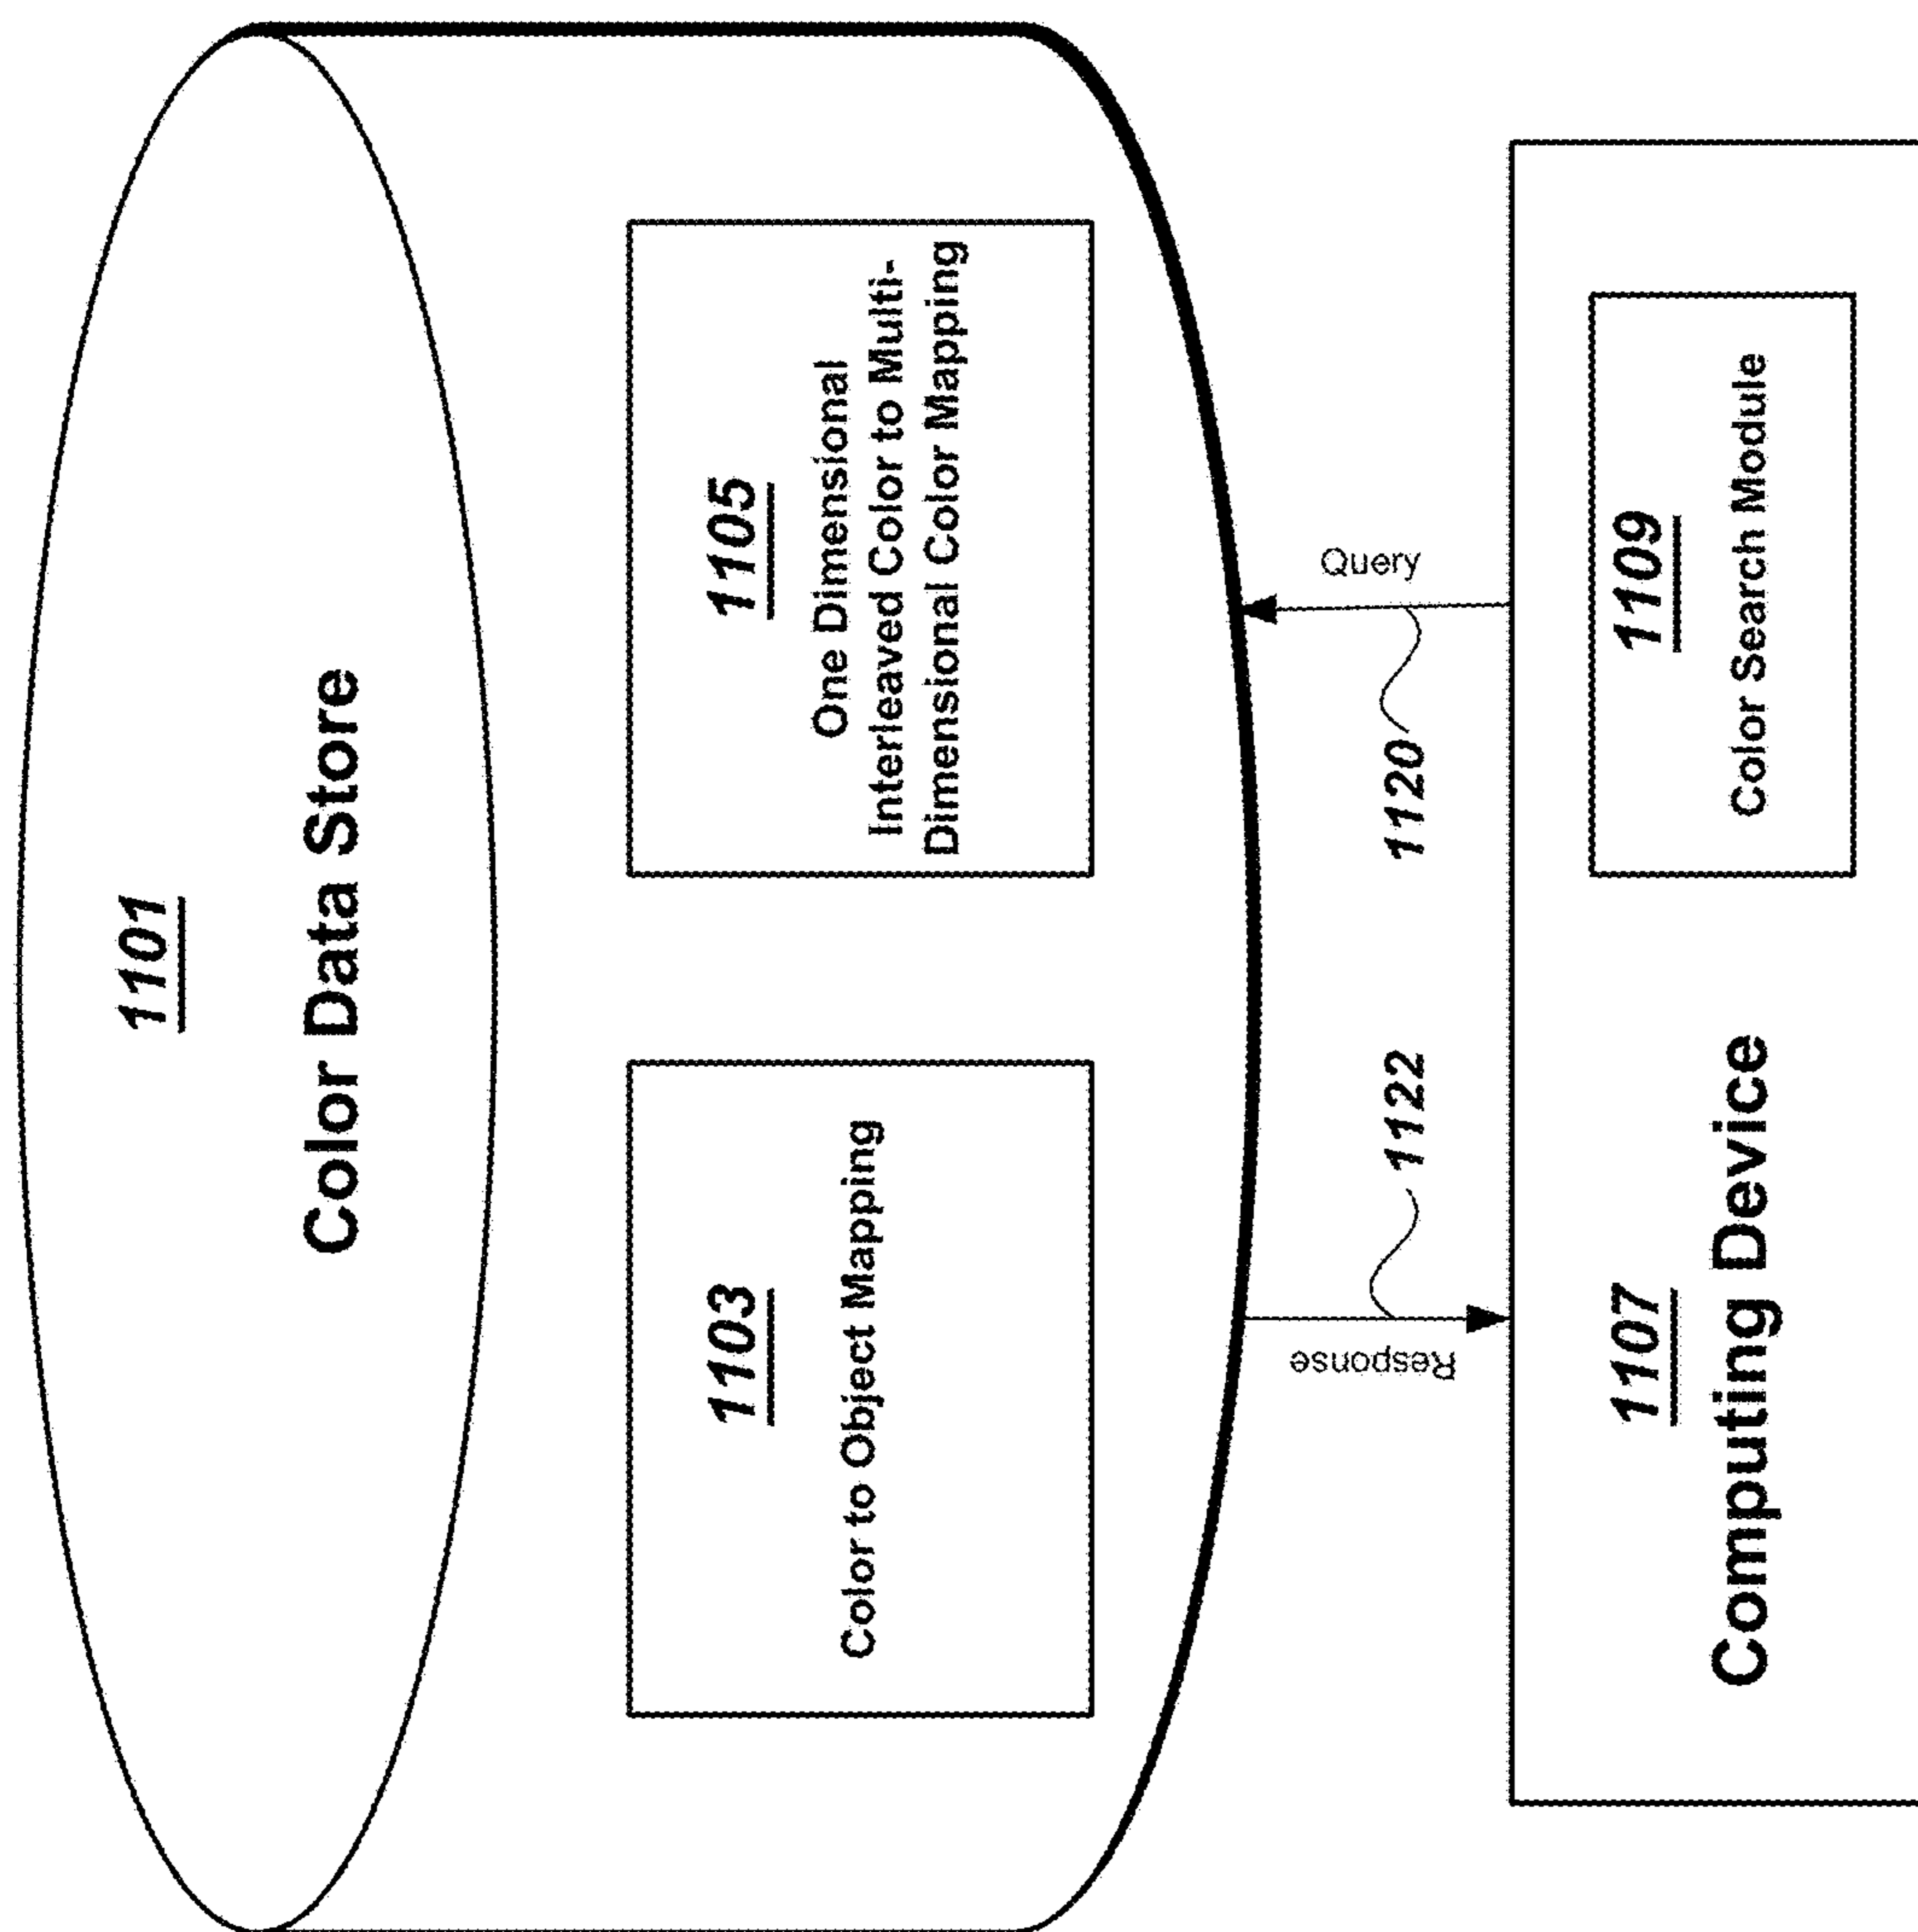 1101
Color Data Store
1103
Color to Object Mapping
1105
One Dimensional
Interleaved Color to Multi-
Dimensional Color Mapping
Response
1122
1120
Query
1107
Computing Device
1109
Color Search Module